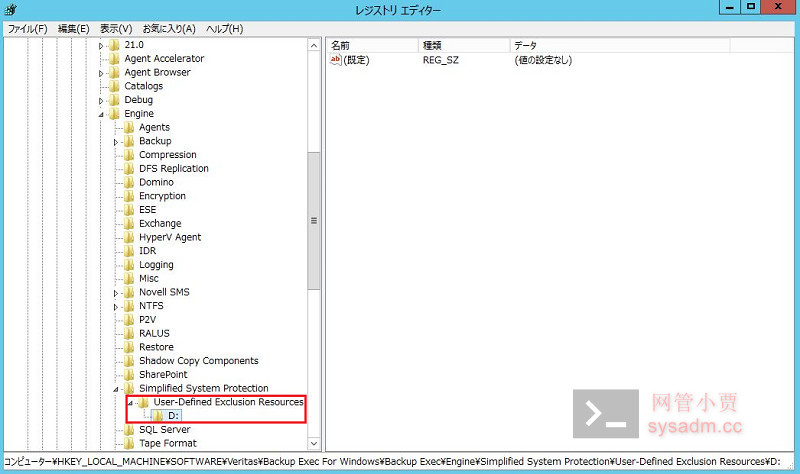 レジストリ エディター
ファイル(F) 編集(E) 表示(V) お気に入り(A) ヘルプ(H)
21.0
Agent Accelerator
Agent Browser
Catalogs
Debug
Engine
Agents
Backup
Compression
DFS Replication
Domino
Encryption
ESE
Exchange
HyperV Agent
IDR
Logging
Misc
Novell SMS
NTFS
P2V
RALUS
Restore
Shadow Copy Components
SharePoint
Simplified System Protection
User-Defined Exclusion Resources
D:
SQL Server
Tape Format
名前 種類 データ
ab (既定) REG_SZ (値の設定なし)
网管小贾
sysadm.cc
コンピューター¥HKEY_LOCAL_MACHINE¥SOFTWARE¥Veritas¥Backup Exec For Windows¥Backup Exec¥Engine¥Simplified System Protection¥User-Defined Exclusion Resources¥D: